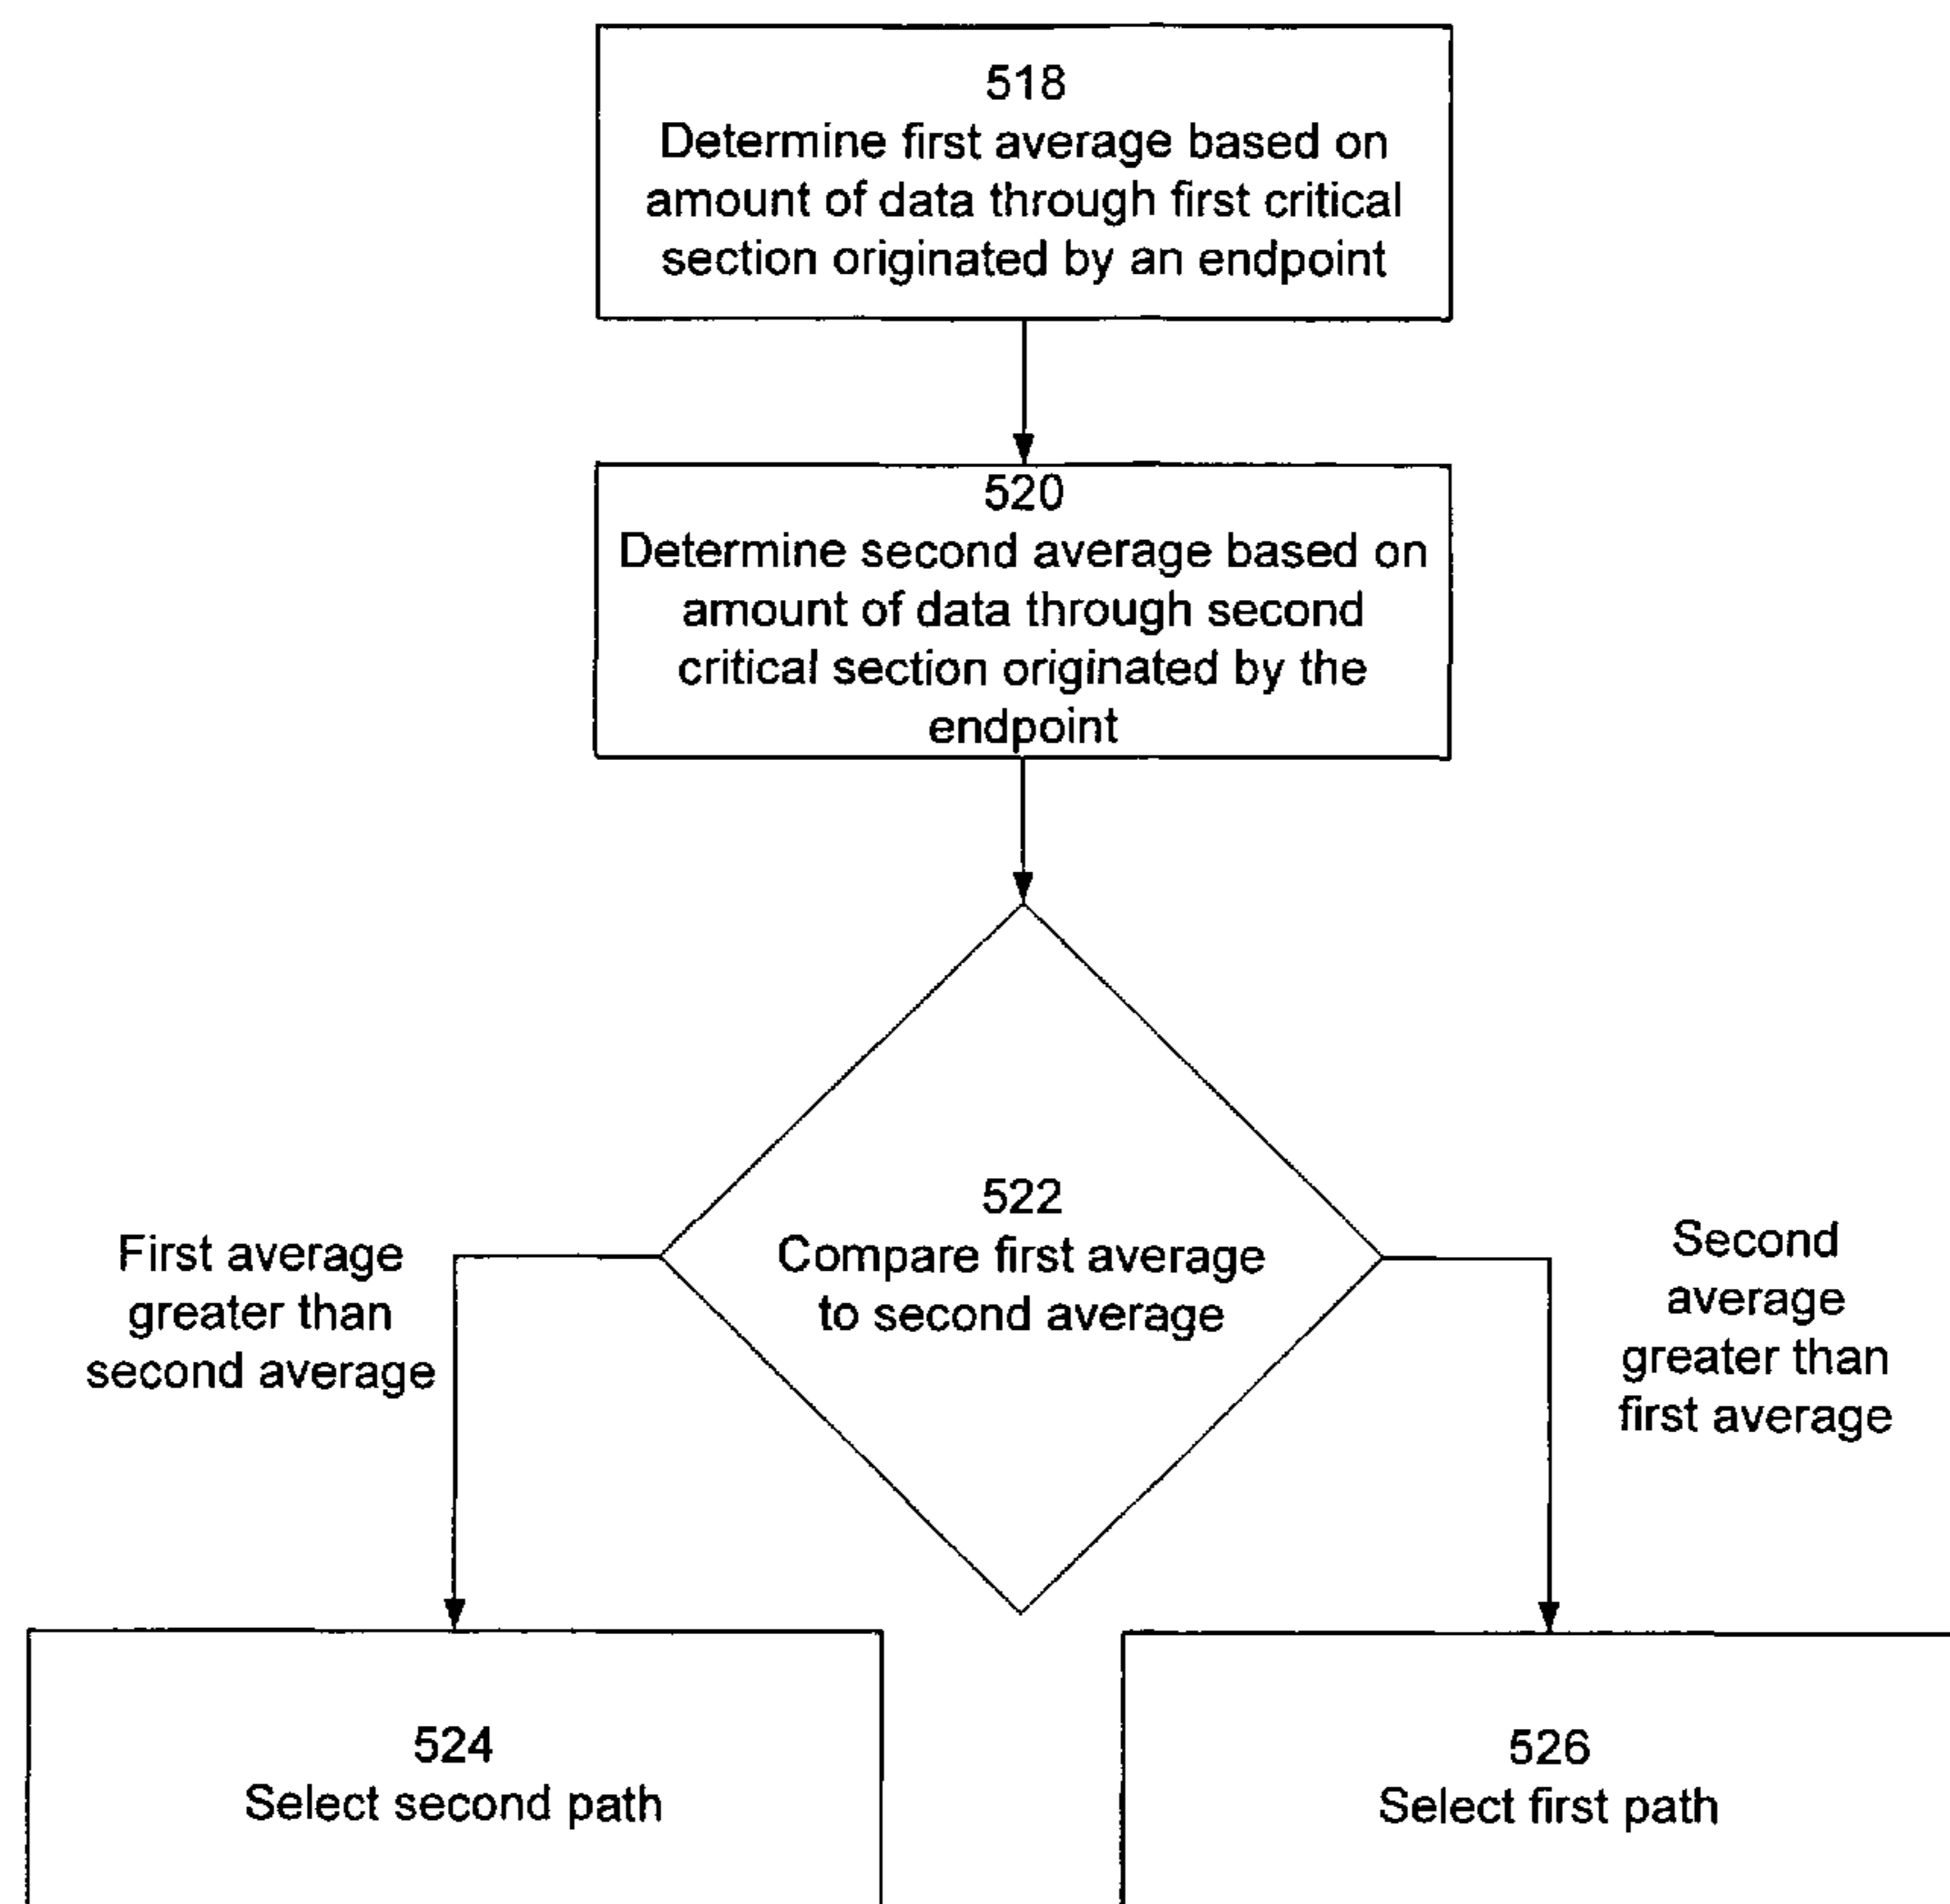 518
Determine first average based on
amount of data through first critical
section originated by an endpoint
520
Determine second average based on
amount of data through second
critical section originated by the
endpoint
522
Compare first average
to second average
First average
greater than
second average
Second
average
greater than
first average
524
Select second path
526
Select first path